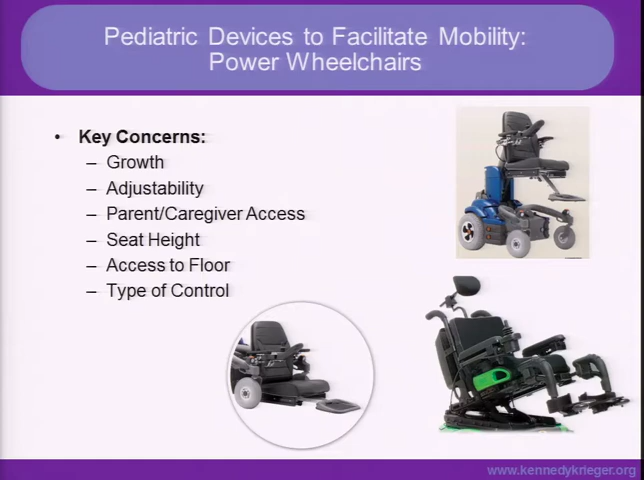 Pediatric Devices to Facilitate Mobility:
Power Wheelchairs
• Key Concerns:
– Growth
– Adjustability
– Parent/Caregiver Access
– Seat Height
– Access to Floor
– Type of Control
www.kennedykrieger.org